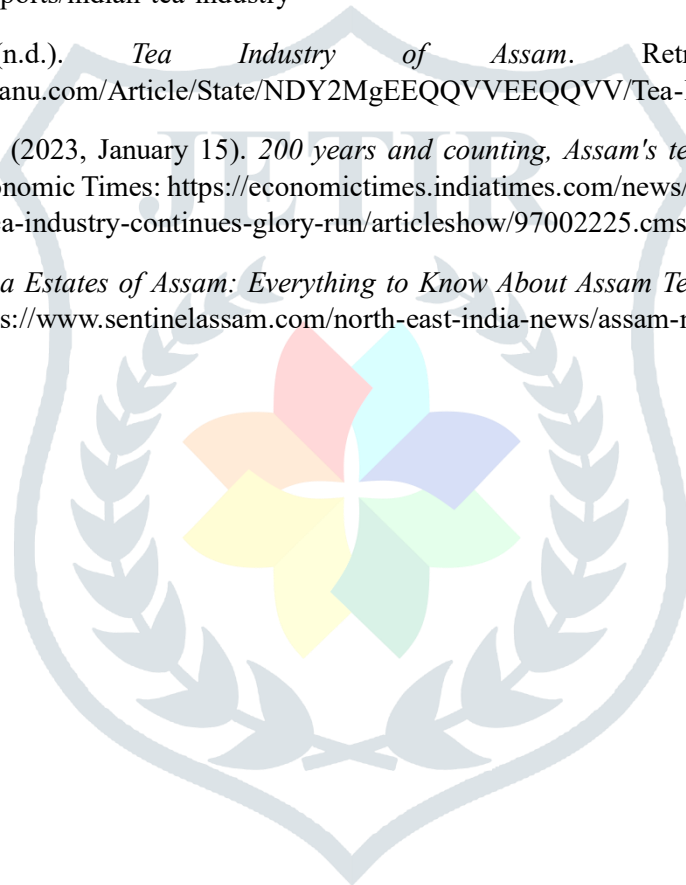 ports/indian-tea-industry
(n.d.). Tea Industry of Assam. Retr
anu.com/Article/State/NDY2MgEEQQVVEEQQVV/Tea-
(2023, January 15). 200 years and counting, Assam's te
onomic Times: https://economictimes.indiatimes.com/news/
ea-industry-continues-glory-run/articleshow/97002225.cms
a Estates of Assam: Everything to Know About Assam Te
s://www.sentinelassam.com/north-east-india-news/assam-n
JETIR